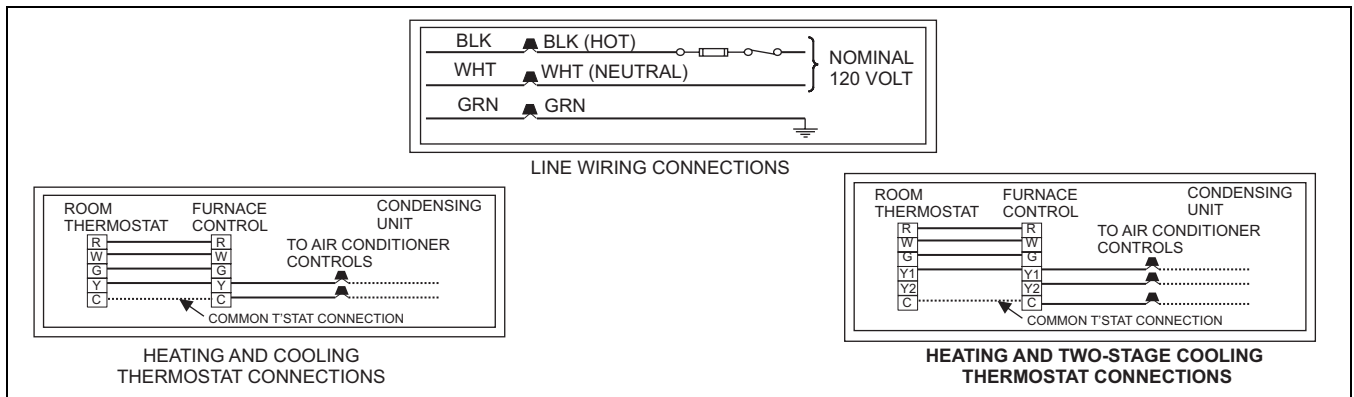 BLK BLK (HOT)
WHT WHT (NEUTRAL)
GRN GRN
NOMINAL
120 VOLT
LINE WIRING CONNECTIONS
ROOM
THERMOSTAT
FURNACE
CONTROL
CONDENSING
UNIT
R R
W W
G G
Y Y
C C
TO AIR CONDITIONER
CONTROLS
COMMON T'STAT CONNECTION
HEATING AND COOLING
THERMOSTAT CONNECTIONS
ROOM
THERMOSTAT
FURNACE
CONTROL
CONDENSING
UNIT
R R
W W
G G
Y1 Y1
Y2 Y2
C C
TO AIR CONDITIONER
CONTROLS
COMMON T'STAT CONNECTION
HEATING AND TWO-STAGE COOLING
THERMOSTAT CONNECTIONS